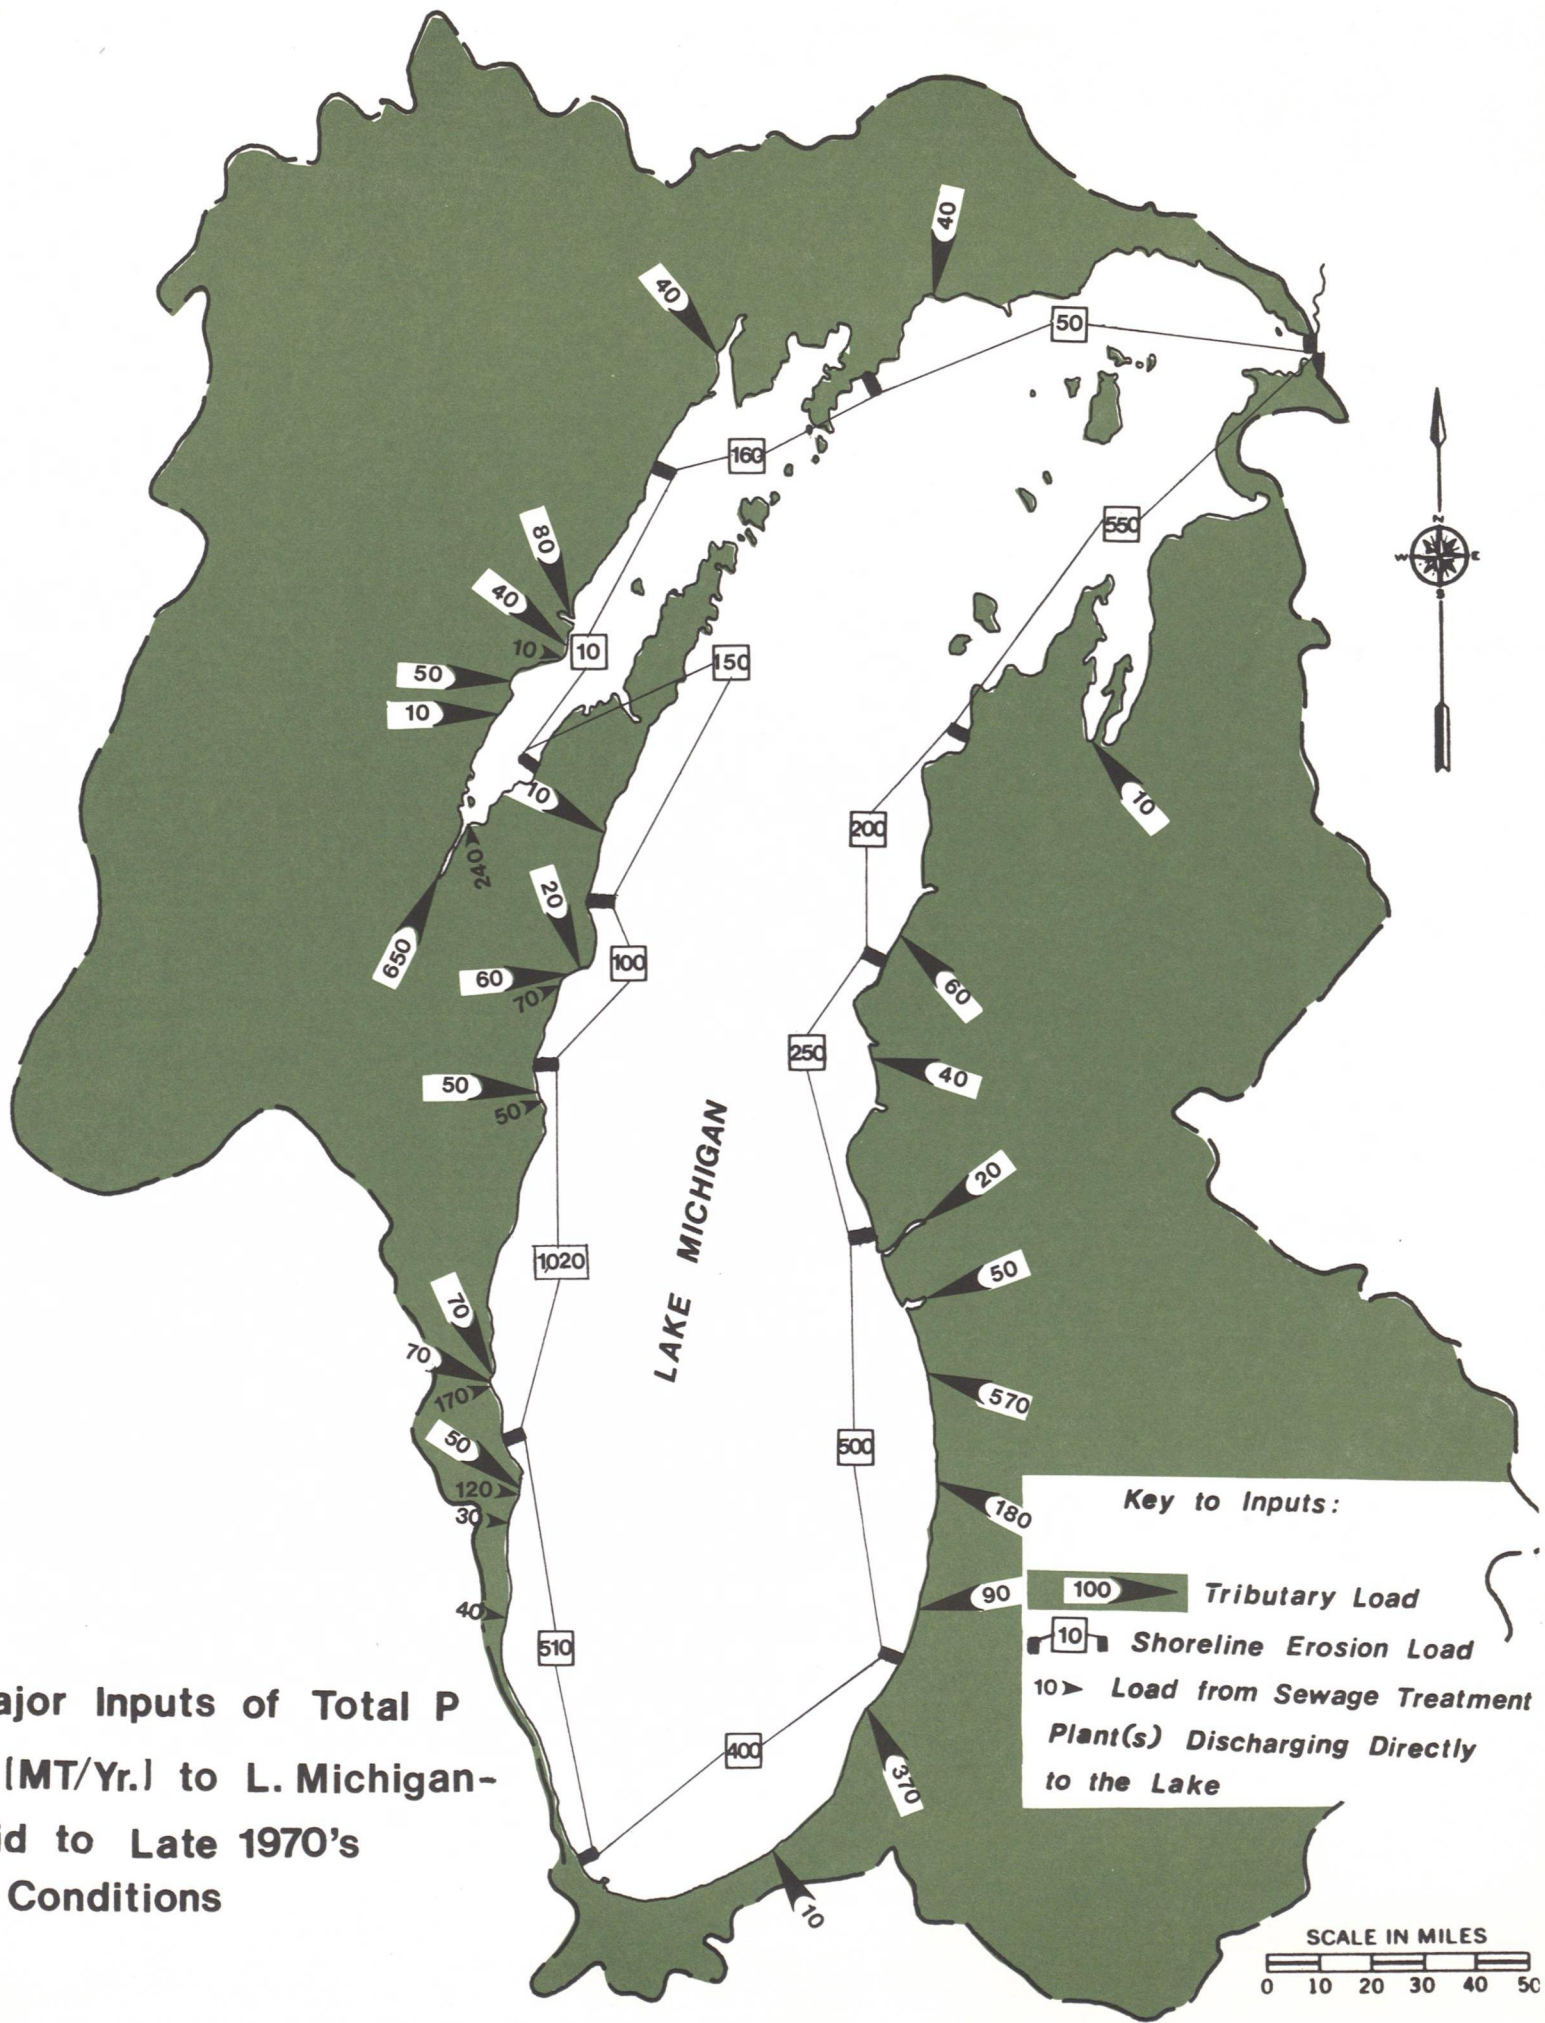 40
40
50
160
N
W
E
S
550
80
40
10
10
50
10
150
10
10
200
240
20
650
60
70
100
60
250
50
50
40
LAKE MICHIGAN
20
1,020
50
70
70
170
570
50
120
30
500
180
40
90
510
400
370
10
Key to Inputs:
100 Tributary Load
10 Shoreline Erosion Load
10 Load from Sewage Treatment
Plant(s) Discharging Directly
to the Lake
ajor Inputs of Total P
(MT/Yr.) to L. Michigan-
id to Late 1970's
Conditions
SCALE IN MILES
0 10 20 30 40 50